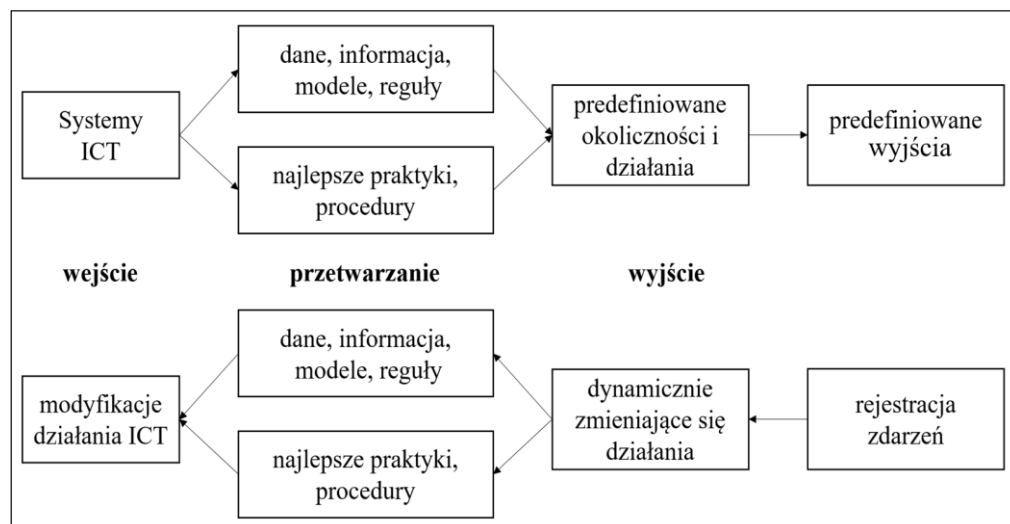 Systemy
ICT
dane, informacja,
modele, reguły
najlepsze praktyki,
procedury
predefiniowane
okoliczności i
działania
predefiniowane
wyjścia
wejście
przetwarzanie
wyjście
modyfikacje
działania ICT
dane, informacja,
modele, reguły
najlepsze praktyki,
procedury
dynamicznie
zmieniające się
działania
rejestracja
zdarzeń